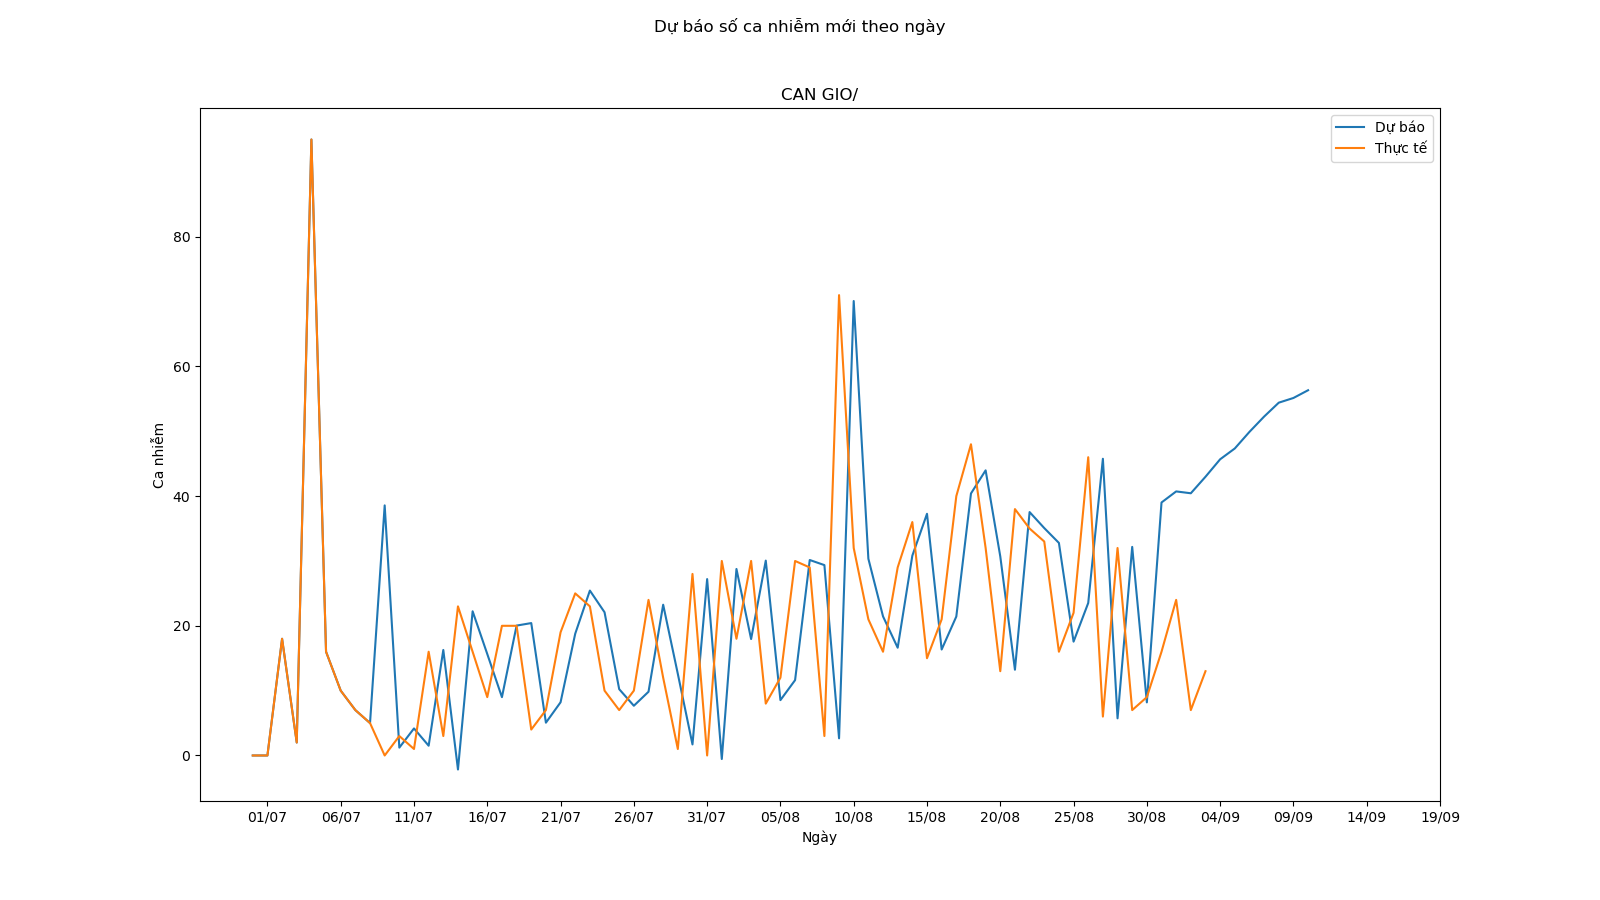 Dự báo số ca nhiễm mới theo ngày
CAN GIO/
Dự báo
Thực tế
80
60
40
20
0
Ca nhiễm
01/07 06/07 11/07 16/07 21/07 26/07 31/07 05/08 10/08 15/08 20/08 25/08 30/08 04/09 09/09 14/09 19/09
Ngày